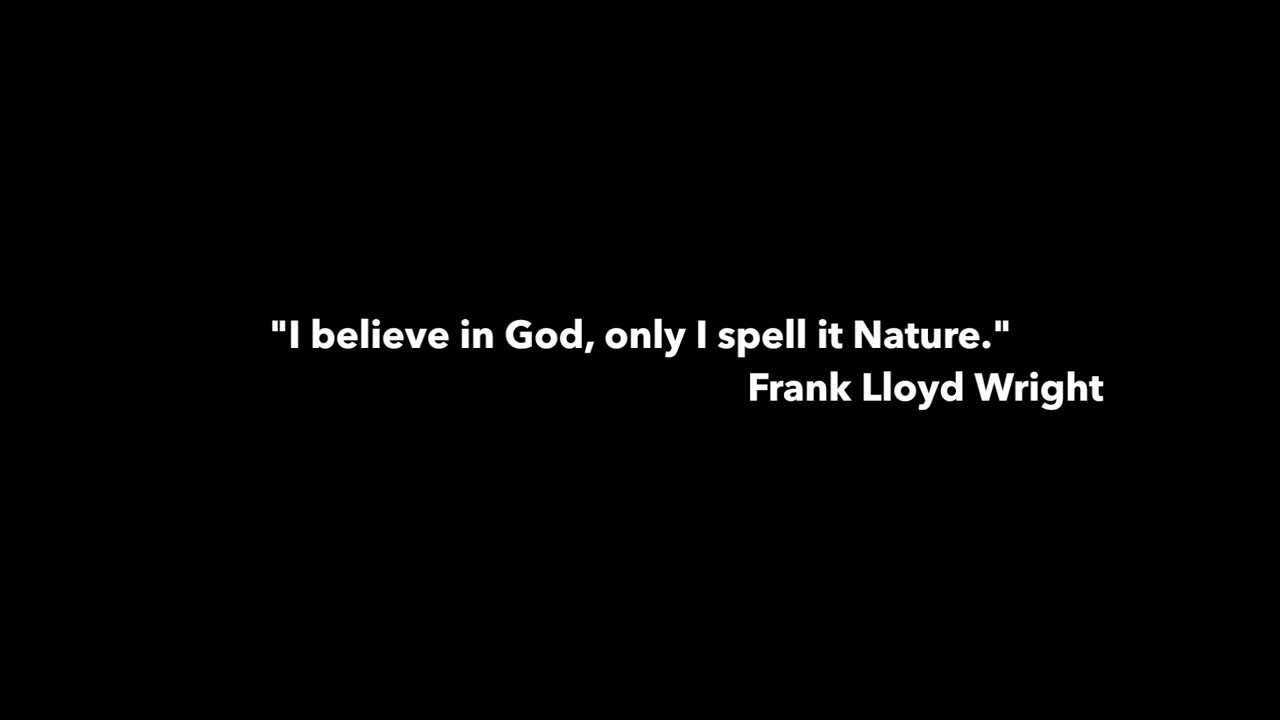 "I believe in God, only I spell it Nature."
Frank Lloyd Wright